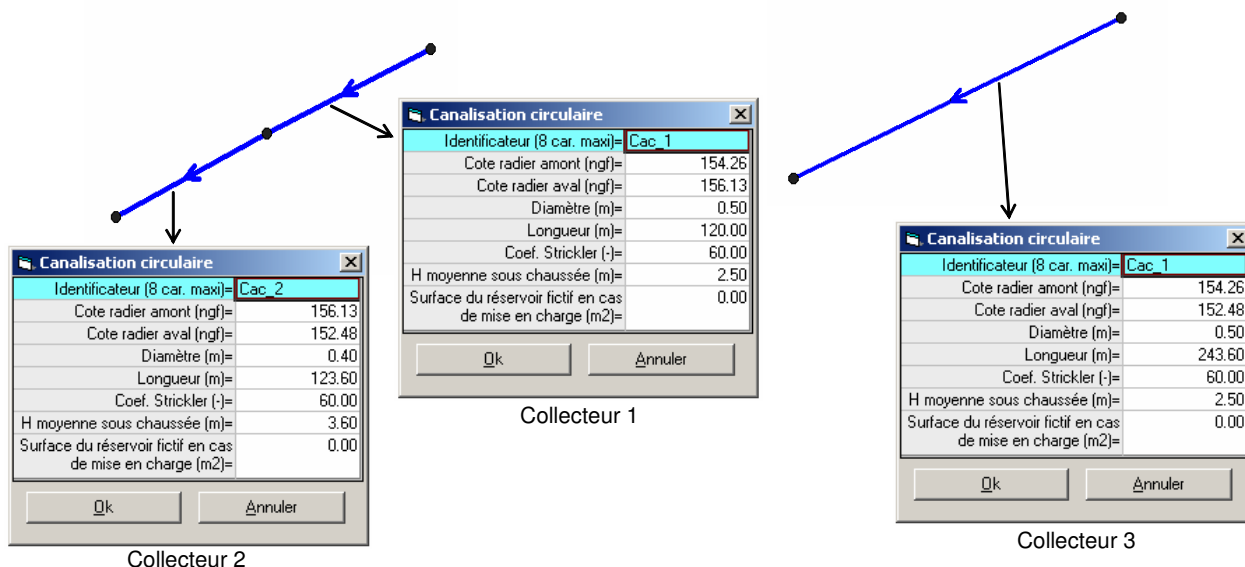 Canalisation circulaire
Identificateur (8 car. maxi)= Cac_1
Cote radier amont (ngf)= 154.26
Cote radier aval (ngf)= 156.13
Diamètre (m)= 0.50
Longueur (m)= 120.00
Coef. Strickler (-)= 60.00
H moyenne sous chaussée (m)= 2.50
Surface du réservoir fictif en cas 0.00
de mise en charge (m2)=
Ok Annuler
Collecteur 1
Canalisation circulaire
Identificateur (8 car. maxi)= Cac_2
Cote radier amont (ngf)= 156.13
Cote radier aval (ngf)= 152.48
Diamètre (m)= 0.40
Longueur (m)= 123.60
Coef. Strickler (-)= 60.00
H moyenne sous chaussée (m)= 3.60
Surface du réservoir fictif en cas 0.00
de mise en charge (m2)=
Ok Annuler
Collecteur 2
Canalisation circulaire
Identificateur (8 car. maxi)= Cac_1
Cote radier amont (ngf)= 154.26
Cote radier aval (ngf)= 152.48
Diamètre (m)= 0.50
Longueur (m)= 243.60
Coef. Strickler (-)= 60.00
H moyenne sous chaussée (m)= 2.50
Surface du réservoir fictif en cas 0.00
de mise en charge (m2)=
Ok Annuler
Collecteur 3